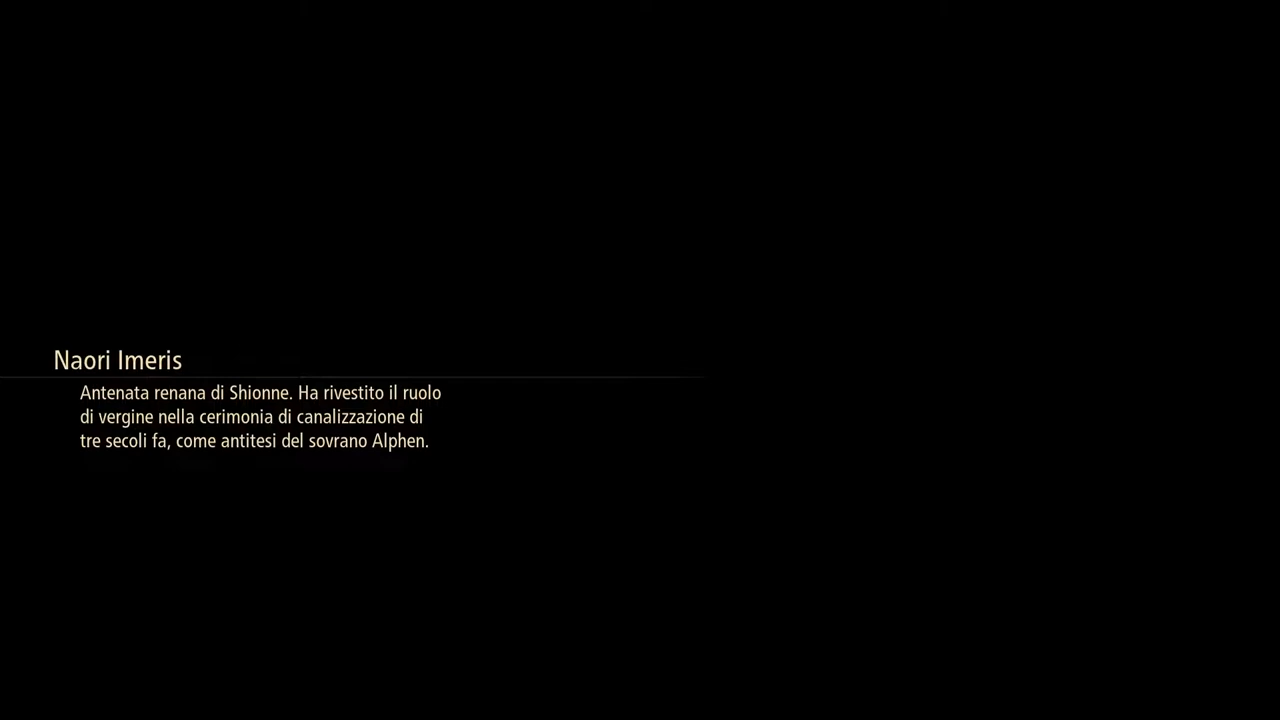 Naori Imeris
Antenata renana di Shionne. Ha rivestito il ruolo
di vergine nella cerimonia di canalizzazione di
tre secoli fa, come antitesi del sovrano Alphen.